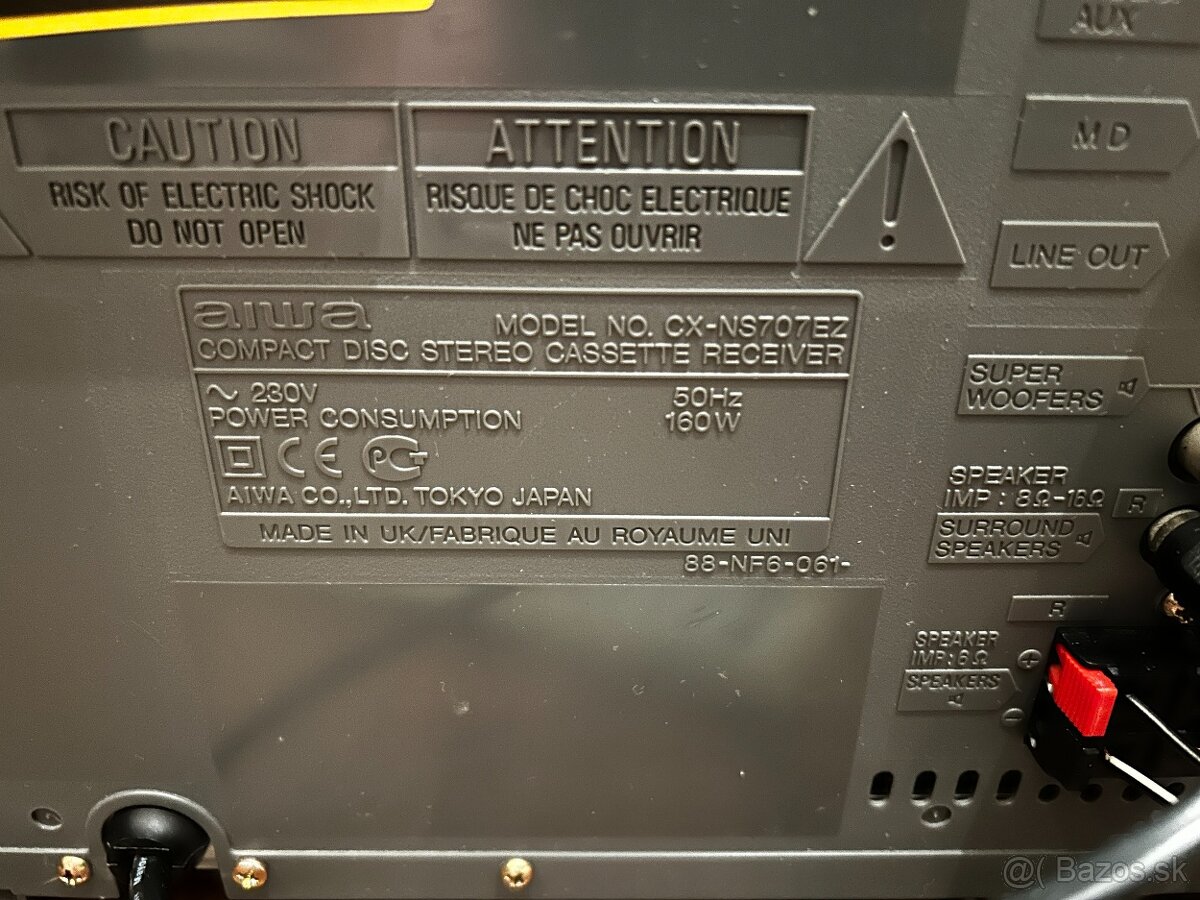 AUX
MD
LINE OUT
CAUTION
RISK OF ELECTRIC SHOCK
DO NOT OPEN
ATTENTION
RISQUE DE CHOC ELECTRIQUE
NE PAS OUVRIR
!
aiwa
MODEL NO. CX-NS707EZ
COMPACT DISC STEREO CASSETTE RECEIVER
~ 230V 50Hz
POWER CONSUMPTION 160W
CE PCT
AIWA CO.,LTD. TOKYO JAPAN
MADE IN UK/FABRIQUE AU ROYAUME UNI
88-NF6-061-
SUPER
WOOFERS
SPEAKER
IMP : 8Ω-16Ω
R
SURROUND
SPEAKERS
R
SPEAKER
IMP:6Ω
+
SPEAKERS
−
@( Bazos.sk